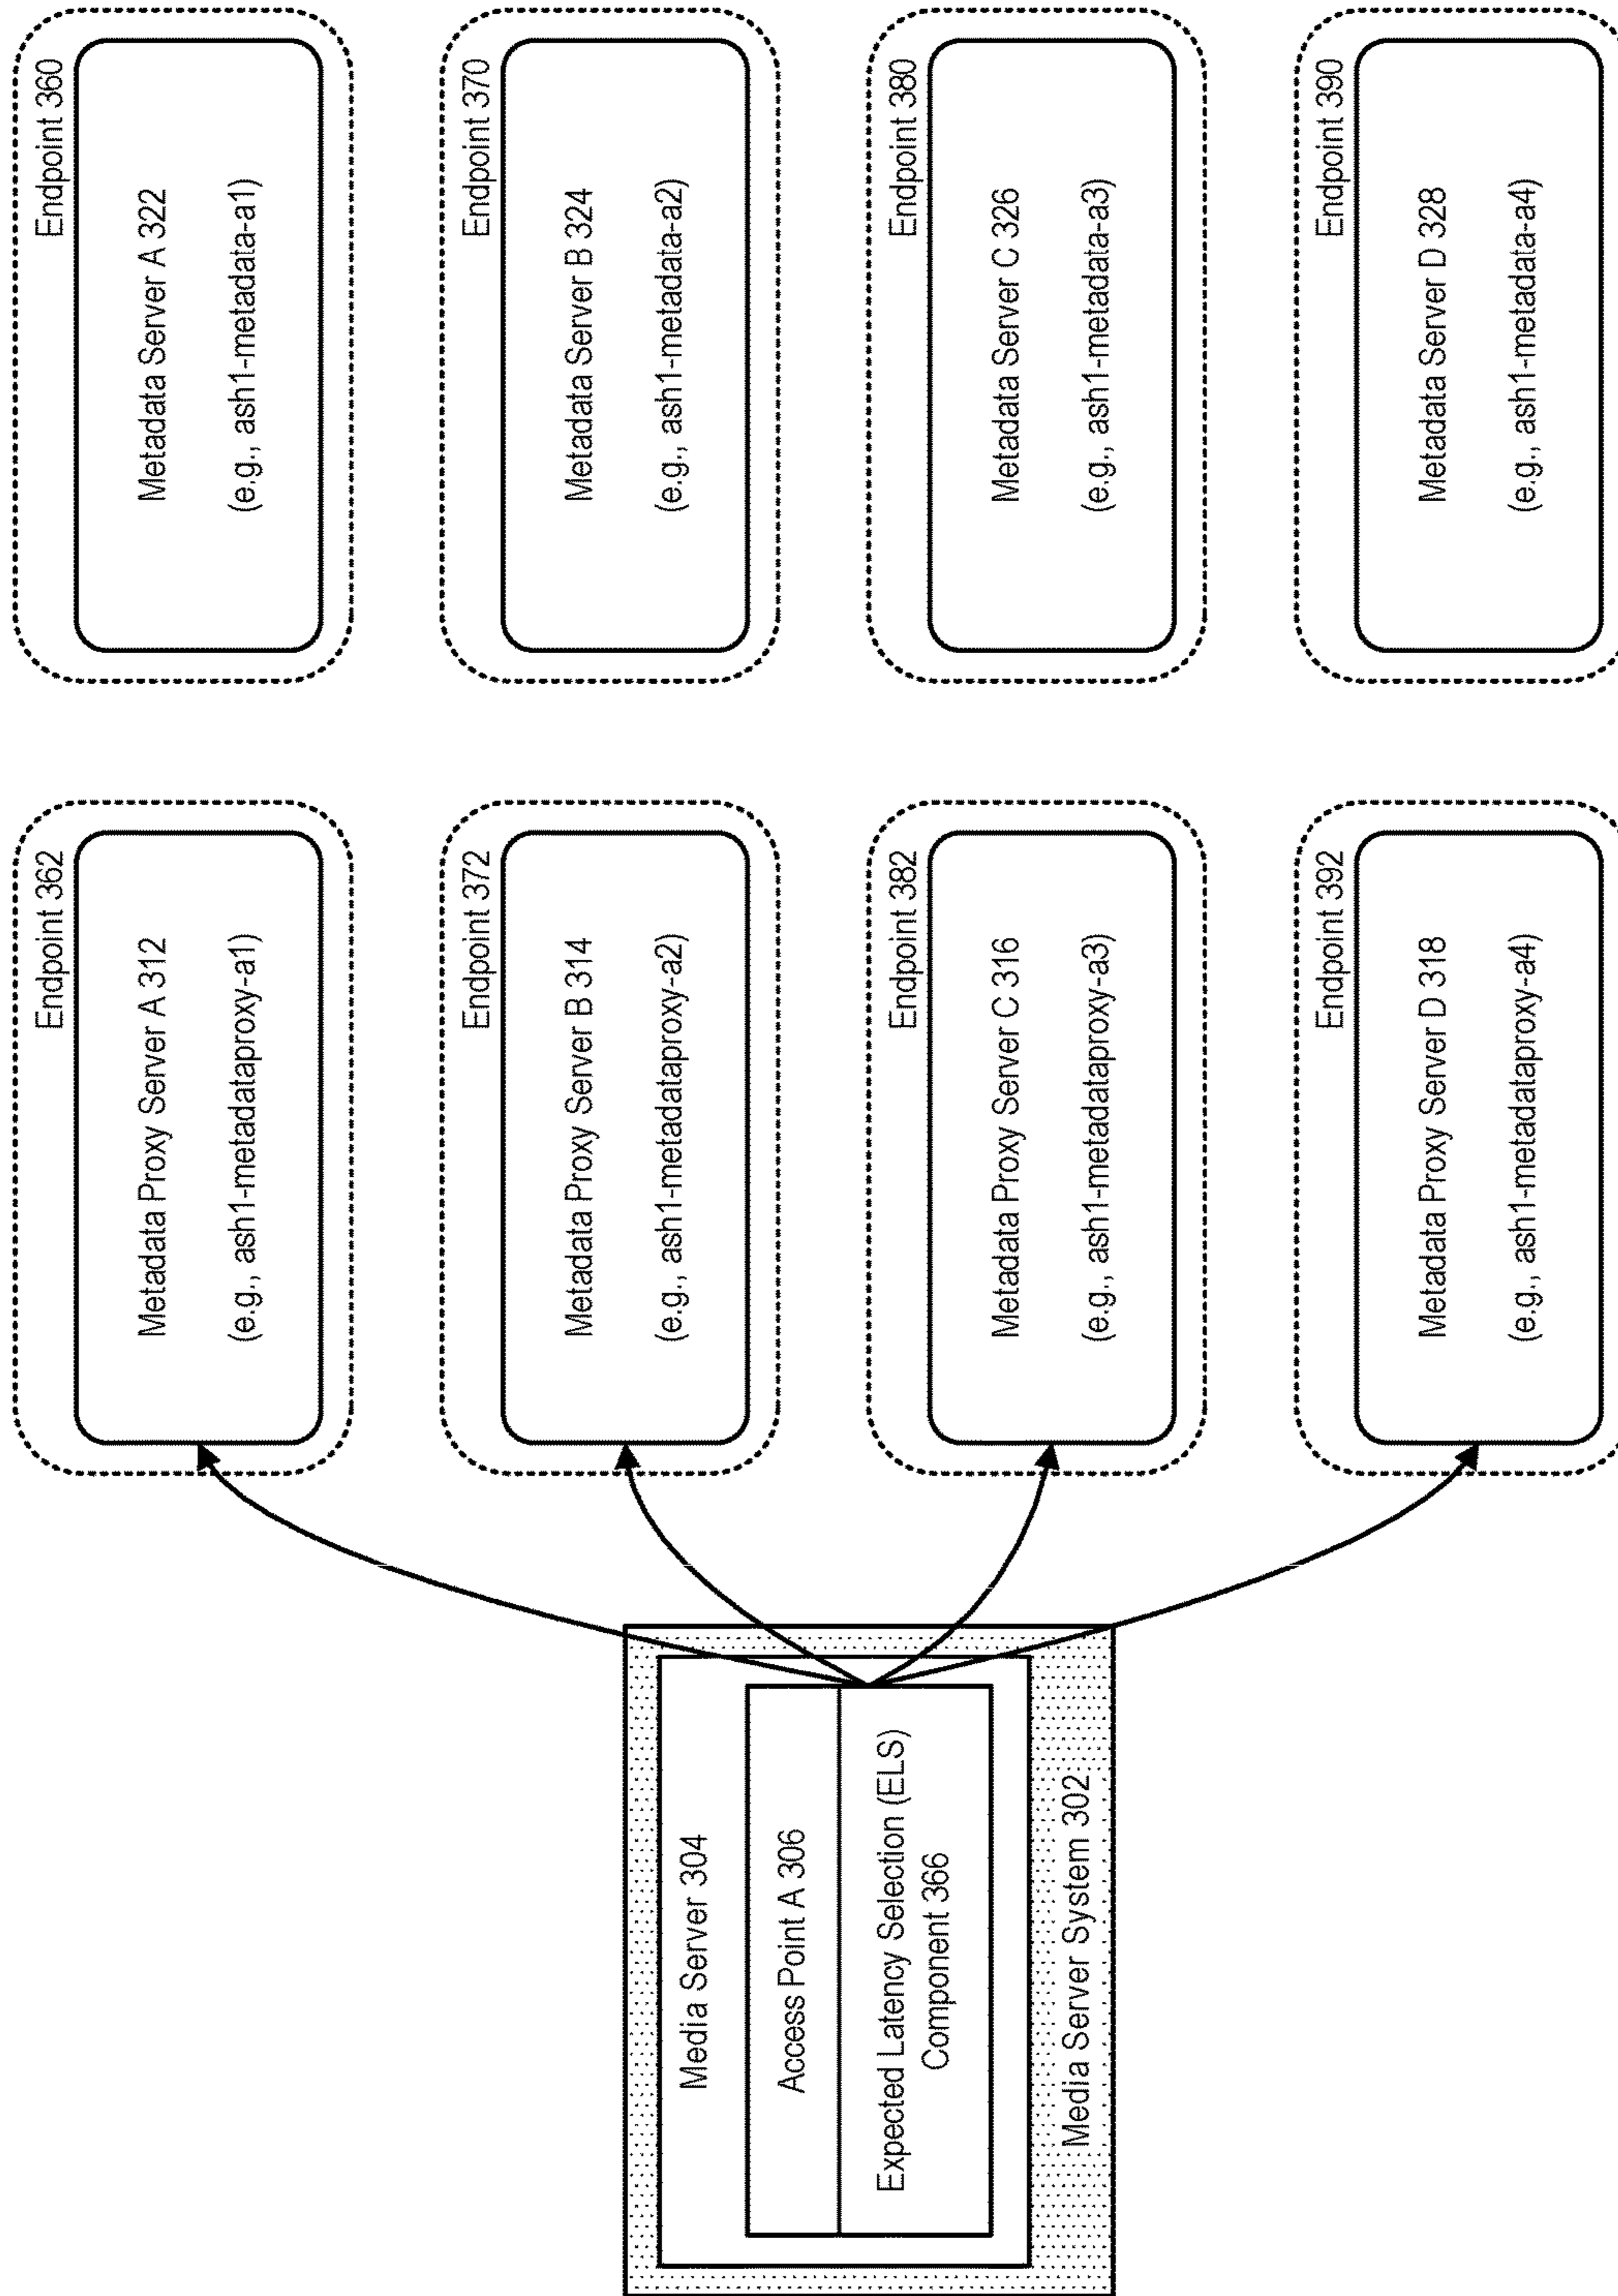 Media Server 304
Access Point A 306
Expected Latency Selection (ELS)
Component 366
Media Server System 302
Endpoint 362
Metadata Proxy Server A 312
(e.g., ash1-metadataproxy-a1)
Endpoint 372
Metadata Proxy Server B 314
(e.g., ash1-metadataproxy-a2)
Endpoint 382
Metadata Proxy Server C 316
(e.g., ash1-metadataproxy-a3)
Endpoint 392
Metadata Proxy Server D 318
(e.g., ash1-metadataproxy-a4)
Endpoint 360
Metadata Server A 322
(e.g., ash1-metadata-a1)
Endpoint 370
Metadata Server B 324
(e.g., ash1-metadata-a2)
Endpoint 380
Metadata Server C 326
(e.g., ash1-metadata-a3)
Endpoint 390
Metadata Server D 328
(e.g., ash1-metadata-a4)